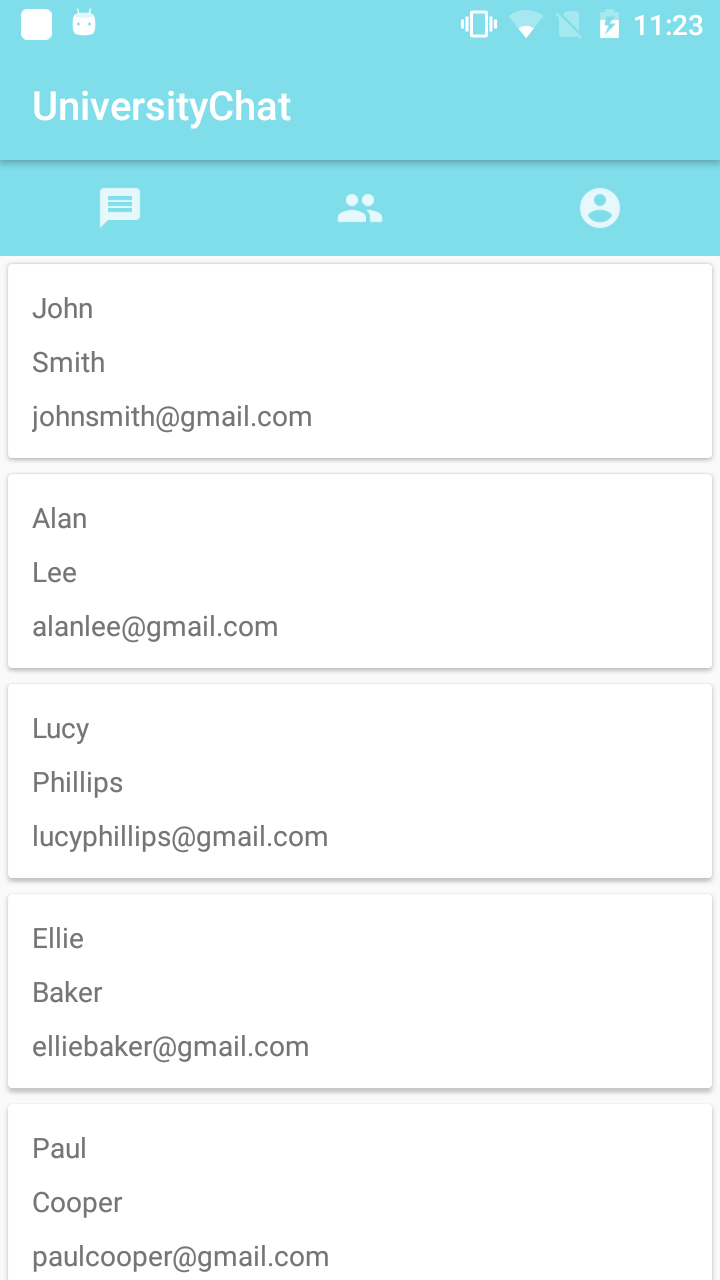 11:23
UniversityChat
John
Smith
johnsmith@gmail.com
Alan
Lee
alanlee@gmail.com
Lucy
Phillips
lucyphillips@gmail.com
Ellie
Baker
elliebaker@gmail.com
Paul
Cooper
paulcooper@gmail.com